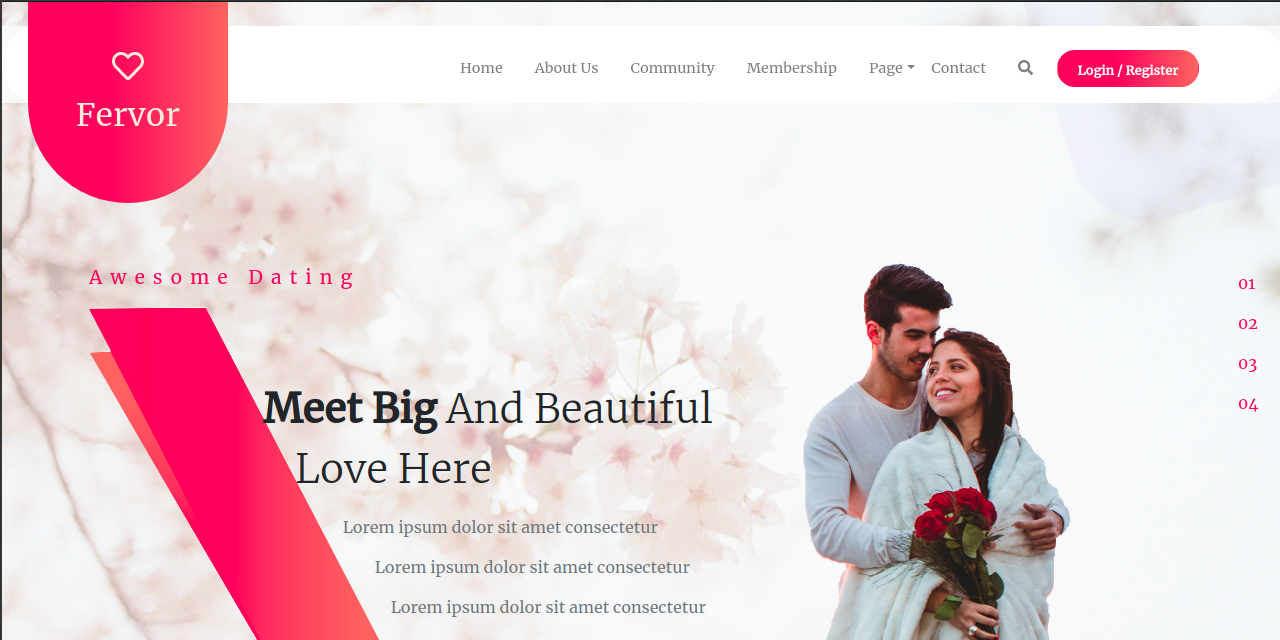 Fervor
Home About Us Community Membership Page Contact Login / Register
Awesome Dating
Meet Big And Beautiful
Love Here
Lorem ipsum dolor sit amet consectetur
Lorem ipsum dolor sit amet consectetur
Lorem ipsum dolor sit amet consectetur
01
02
03
04